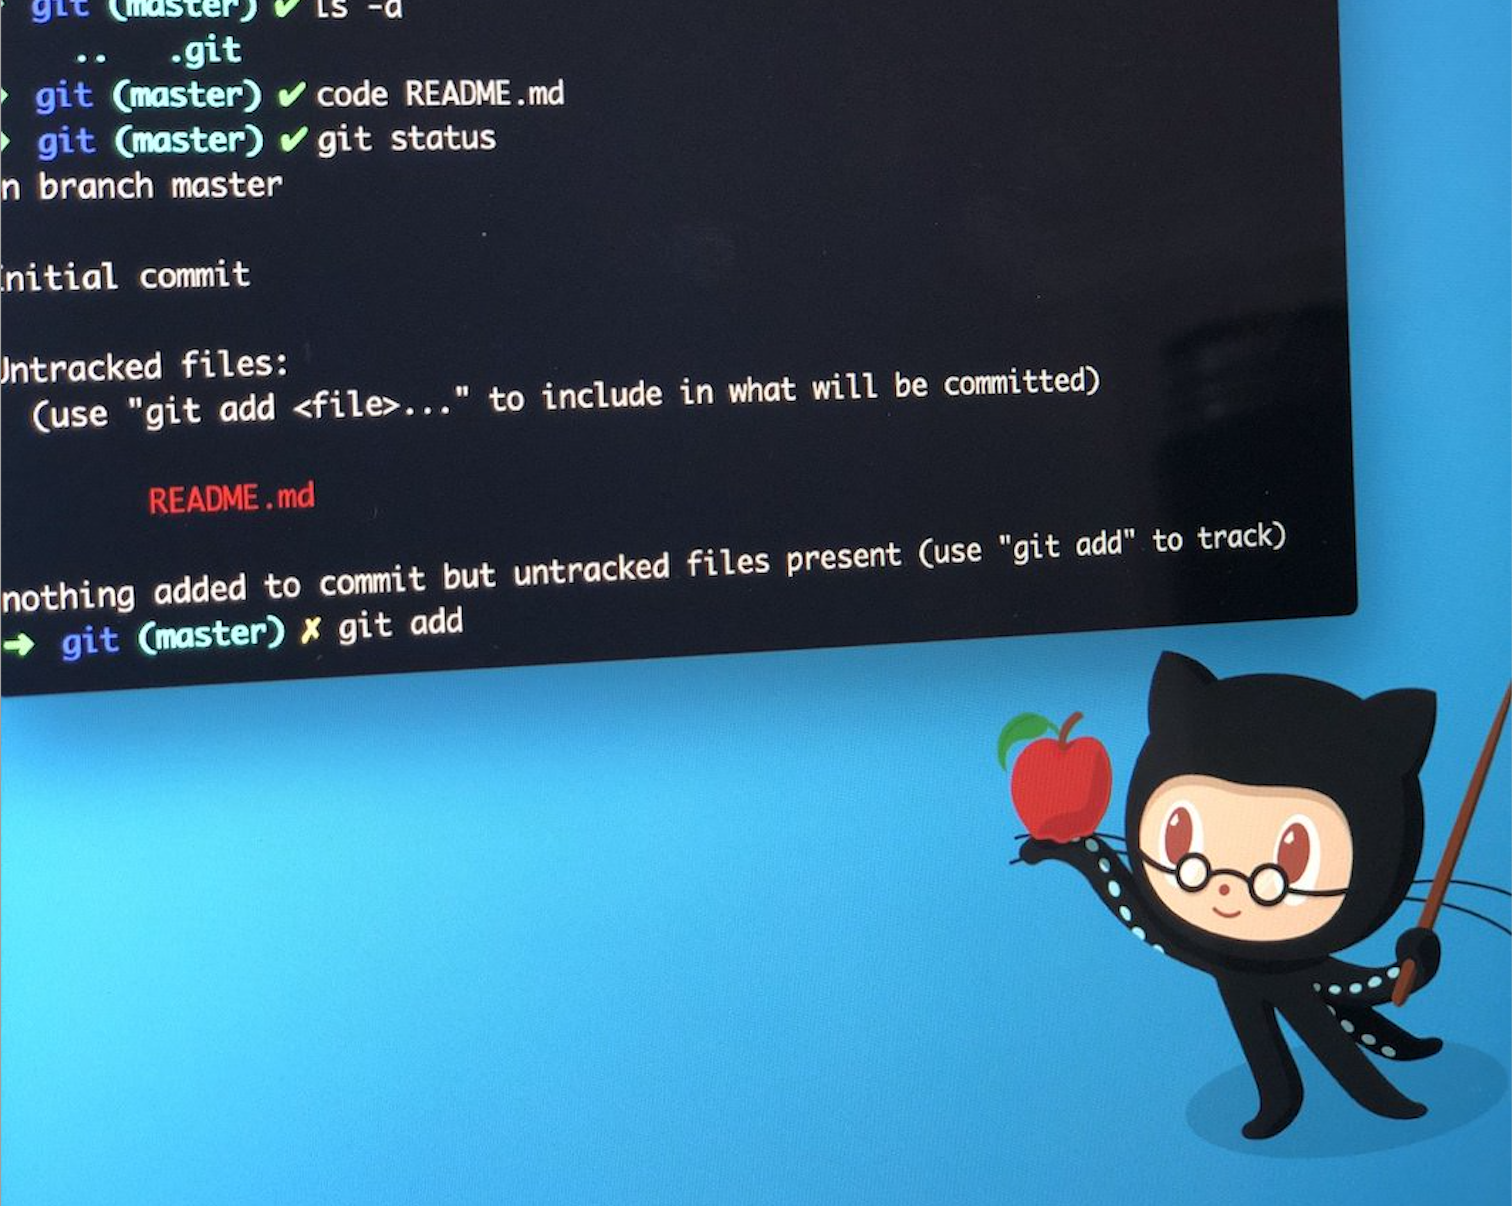 git (master) ✔ ls -a
.. .git
git (master) ✔ code README.md
git (master) ✔ git status
n branch master
nitial commit
Untracked files:
(use "git add <file>..." to include in what will be committed)
README.md
nothing added to commit but untracked files present (use "git add" to track)
➜ git (master) ✗ git add